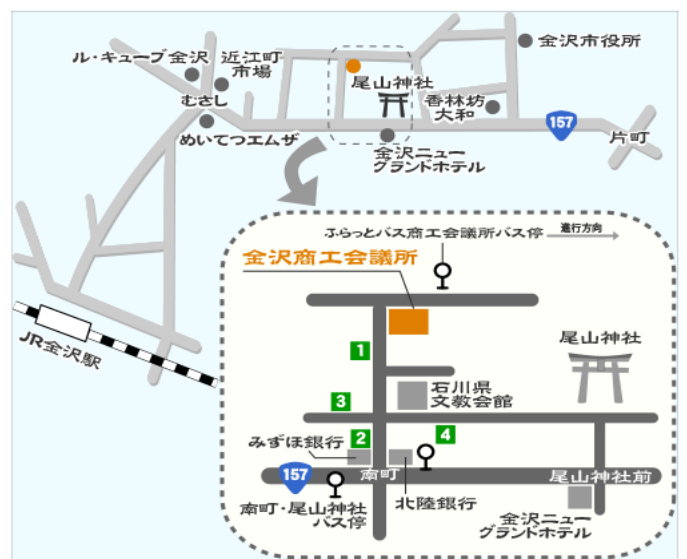 金沢市役所
ル・キューブ金沢
近江町
市場
尾山神社
むさし
香林坊
大和
157
めいてつエムザ
片町
金沢ニュー
グランドホテル
ふらっとバス商工会議所バス停
進行方向
金沢商工会議所
JR金沢駅
1
尾山神社
石川県
文教会館
3
2
4
みずほ銀行
157
南町
尾山神社前
北陸銀行
南町・尾山神社
バス停
金沢ニュー
グランドホテル